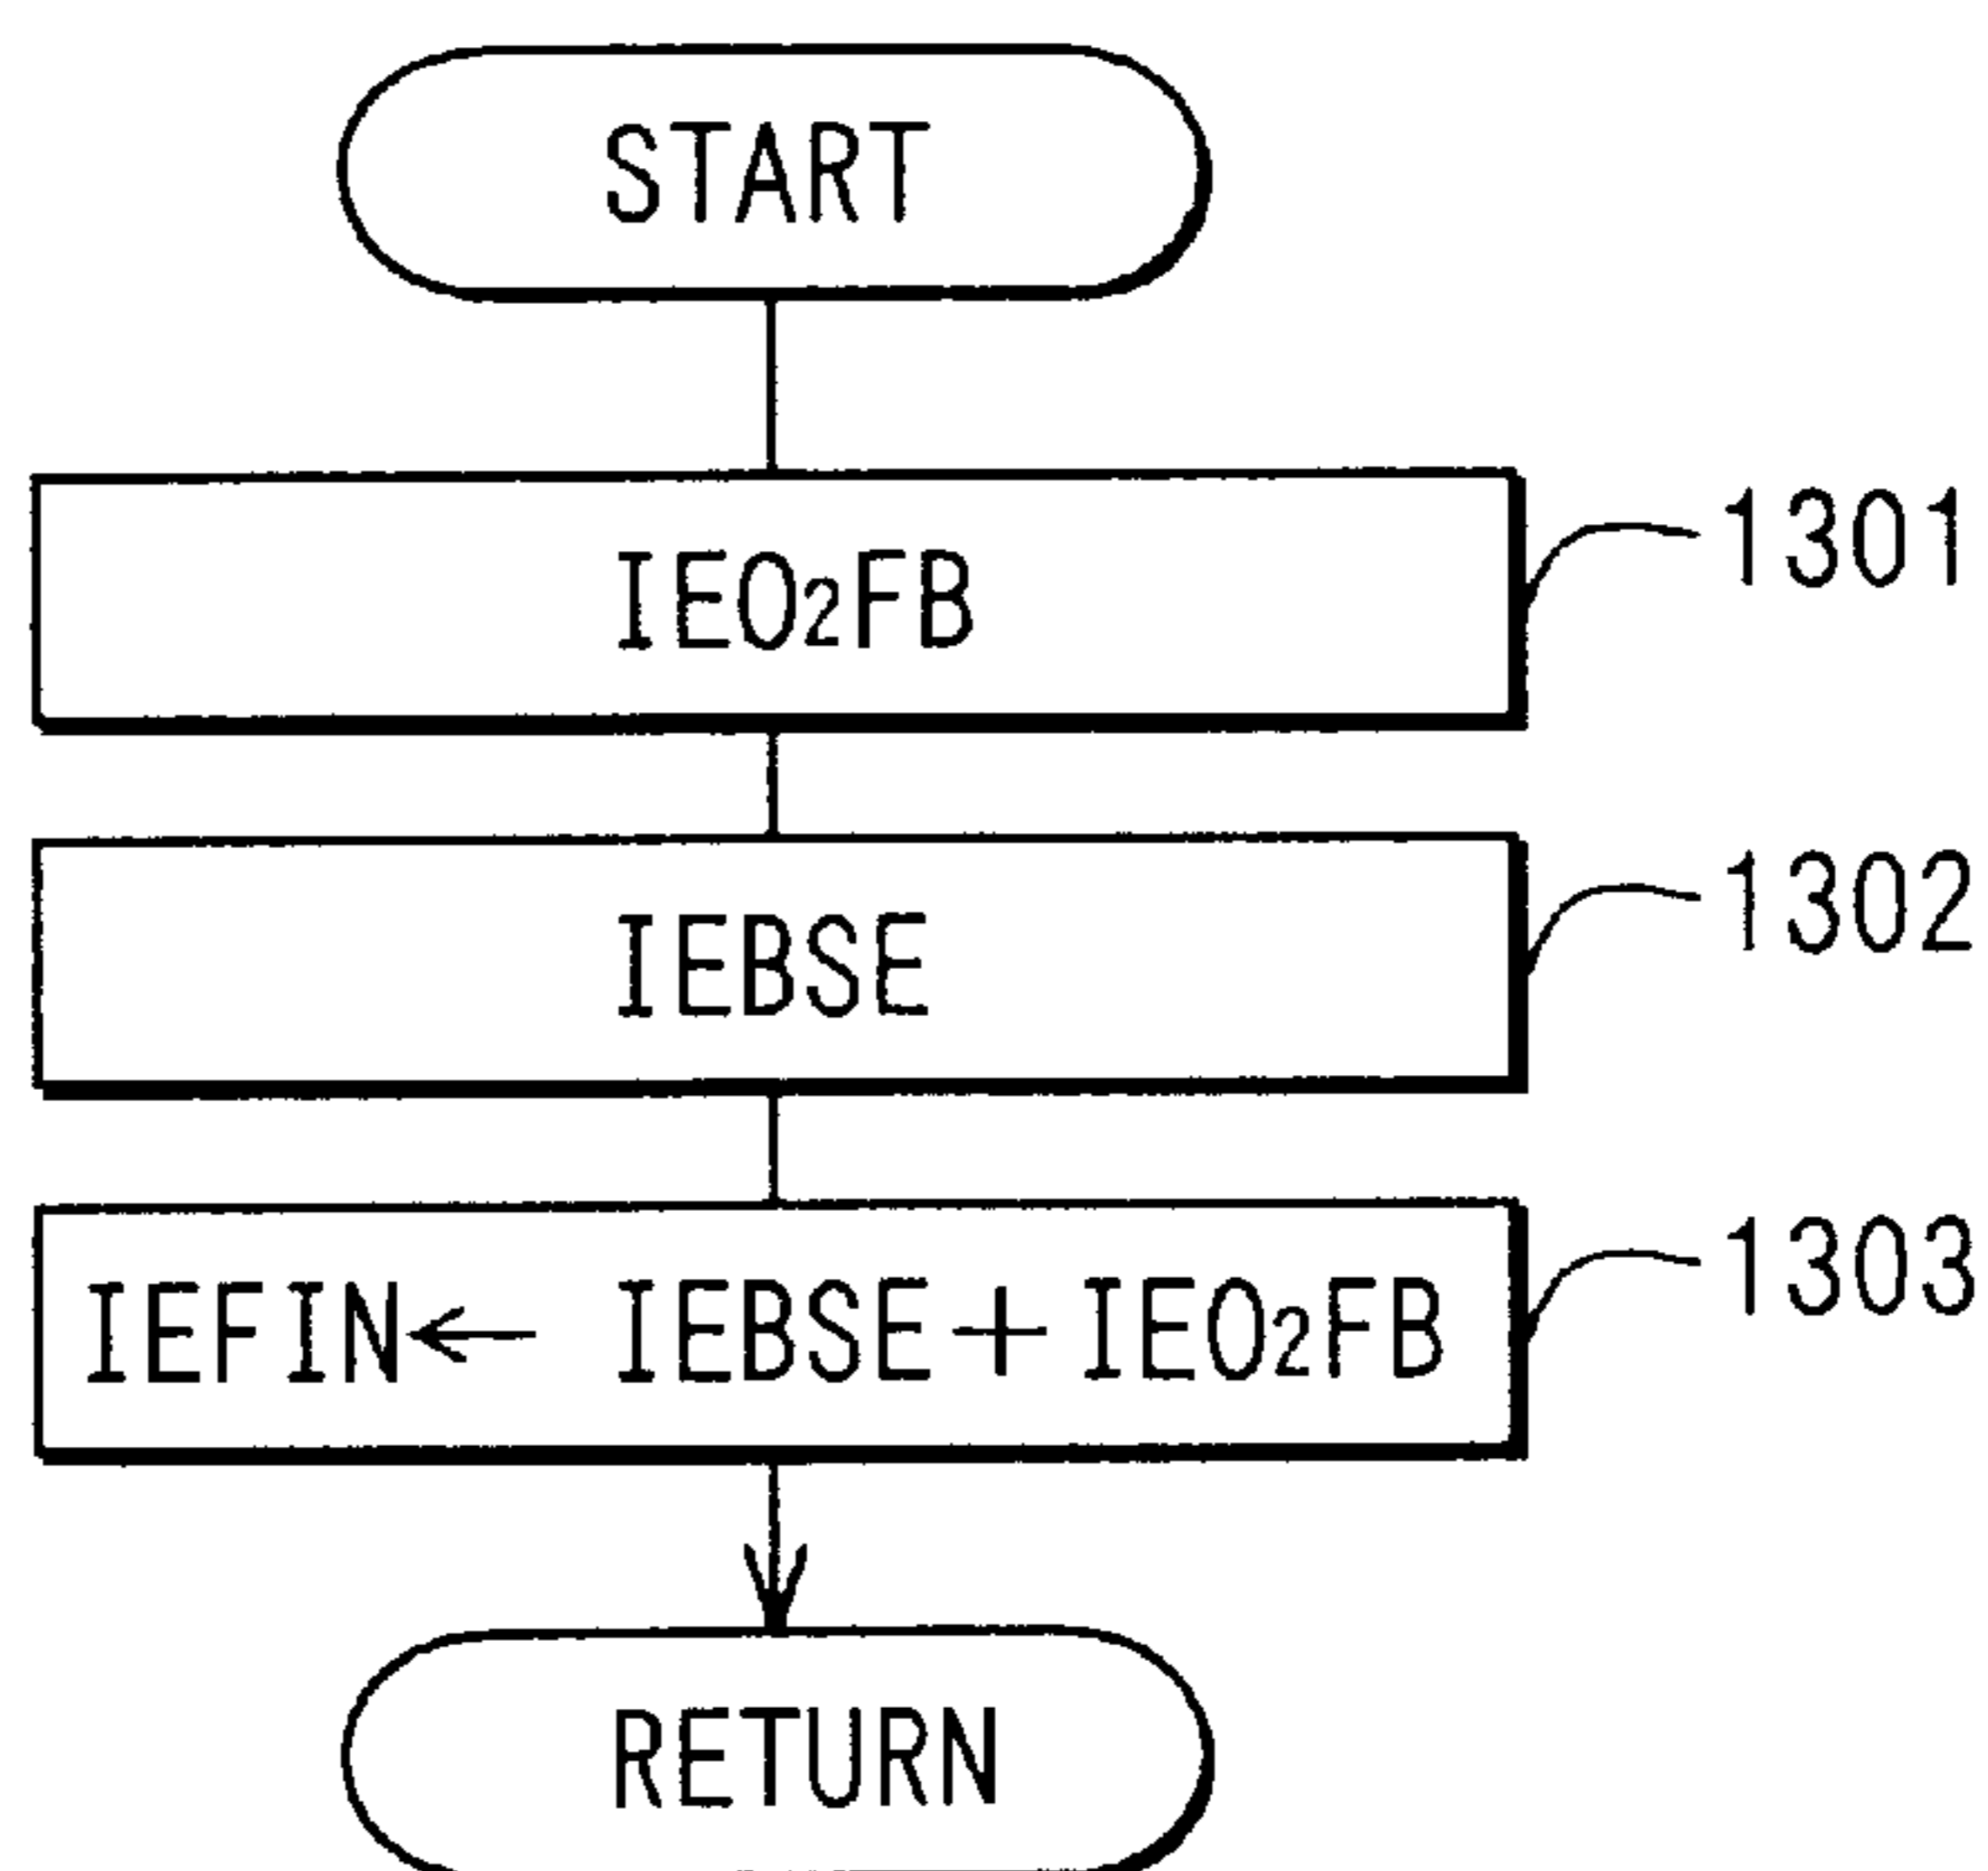 START
IEO₂FB
1301
IEBSE
1302
IEFIN← IEBSE+IEO₂FB
1303
RETURN